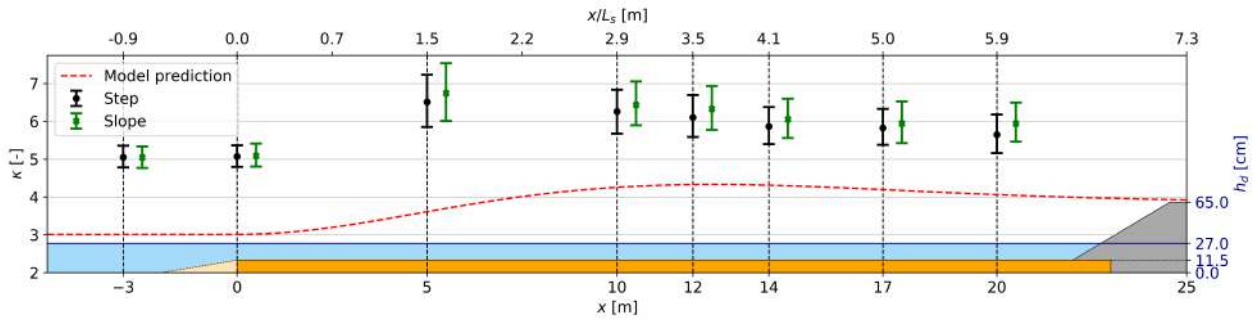 x/Lₛ [m]
-0.9 0.0 0.7 1.5 2.2 2.9 3.5 4.1 5.0 5.9 7.3
7
6
5
4
3
2
κ [-]
Model prediction
Step
Slope
h_d [cm]
65.0
27.0
11.5
0.0
−3 0 5 10 12 14 17 20 25
x [m]